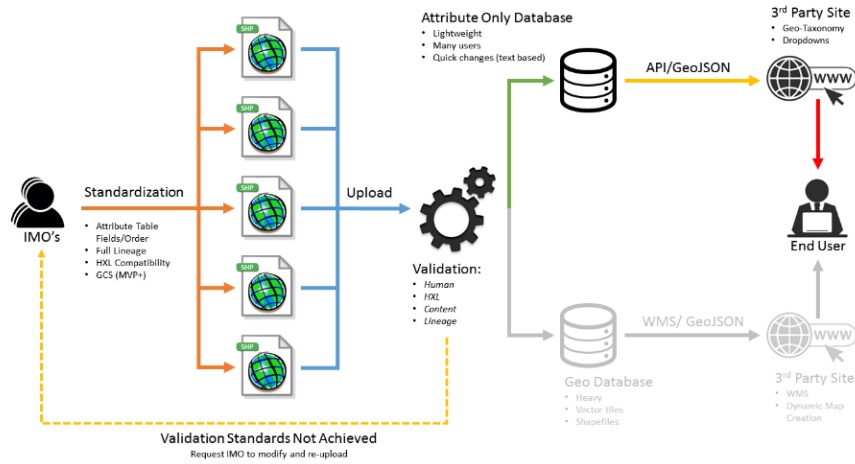 Attribute Only Database
• Lightweight
• Many users
• Quick changes (text based)
3rd Party Site
• Geo-Taxonomy
• Dropdowns
SHP
SHP
SHP
SHP
SHP
API/GeoJSON
WWW
IMO's
Standardization
• Attribute Table
Fields/Order
• Full Lineage
• HXL Compatibility
• GCS (MVP+)
Upload
Validation:
• Human
• HXL
• Content
• Lineage
End User
WMS/ GeoJSON
WWW
Geo Database
• Heavy
• Vector tiles
• Shapefiles
3rd Party Site
• WMS
• Dynamic Map
Creation
Validation Standards Not Achieved
Request IMO to modify and re-upload